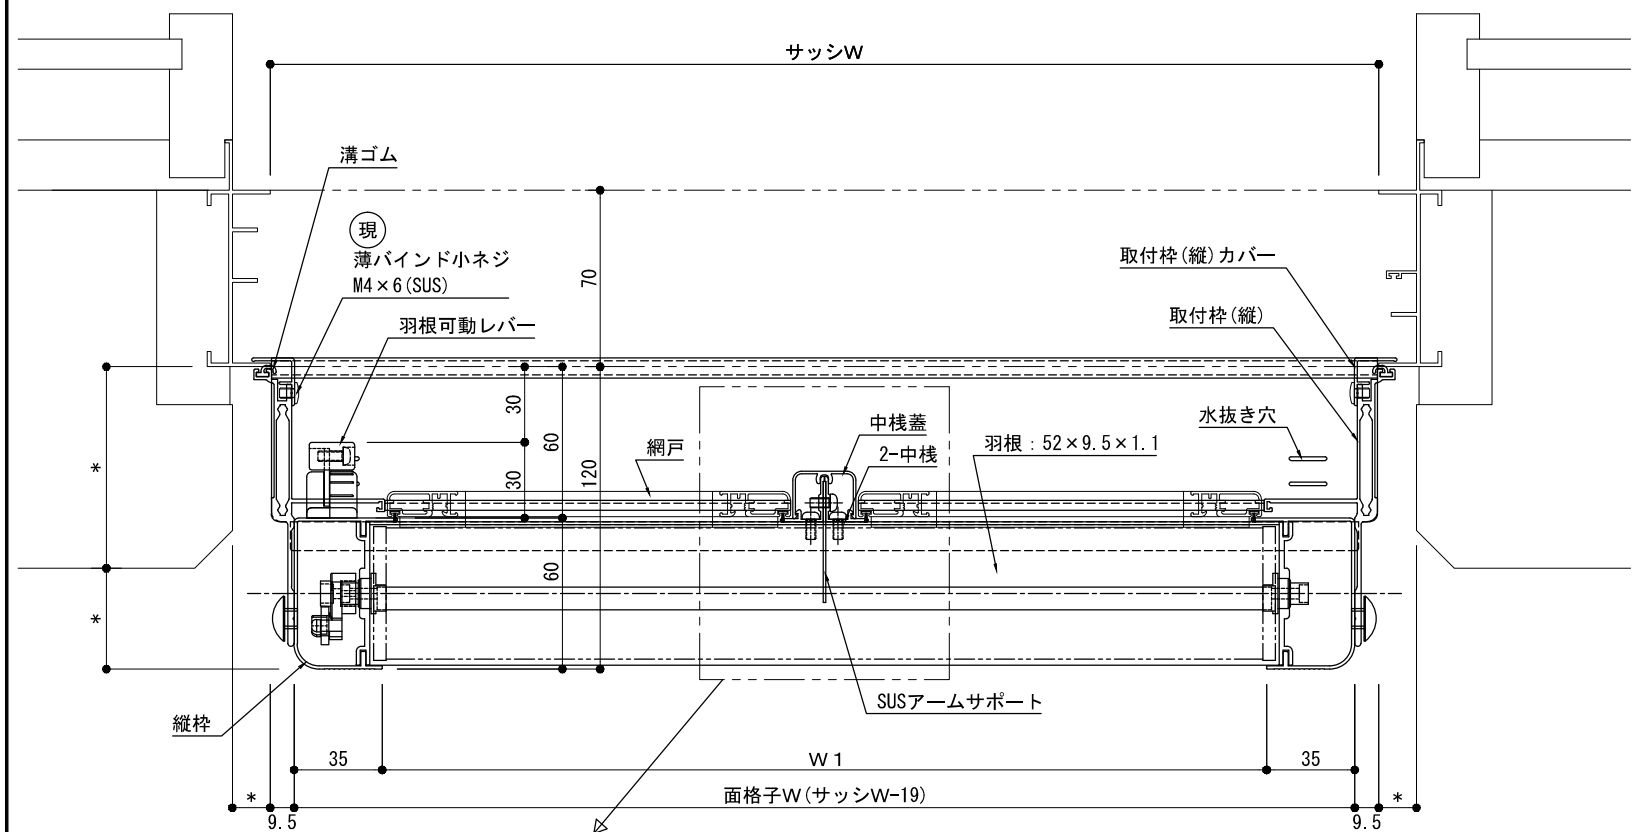 サッシW
溝ゴム
現
薄バインド小ネジ
M4×6(SUS)
羽根可動レバー
70
取付枠(縦)カバー
取付枠(縦)
30
60
30
120
網戸
中桟蓋
2-中桟
羽根：52×9.5×1.1
水抜き穴
*
*
60
SUSアームサポート
縦枠
35
W1
35
*
面格子W(サッシW-19)
*
9.5
9.5